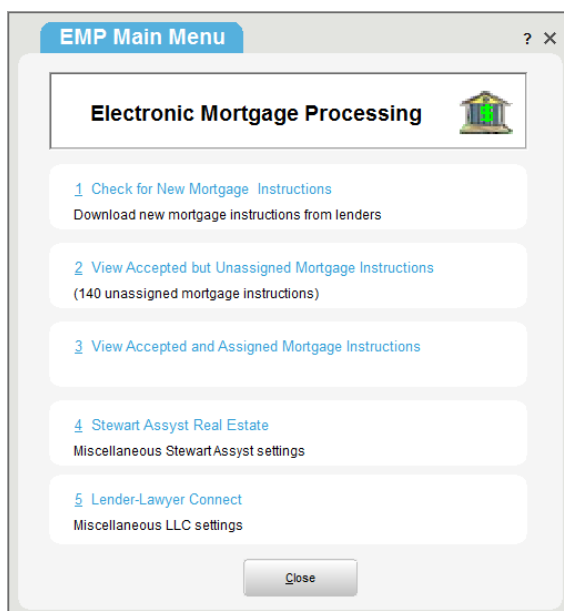 EMP Main Menu
? ×
Electronic Mortgage Processing
1 Check for New Mortgage Instructions
Download new mortgage instructions from lenders
2 View Accepted but Unassigned Mortgage Instructions
(140 unassigned mortgage instructions)
3 View Accepted and Assigned Mortgage Instructions
4 Stewart Assyst Real Estate
Miscellaneous Stewart Assyst settings
5 Lender-Lawyer Connect
Miscellaneous LLC settings
Close